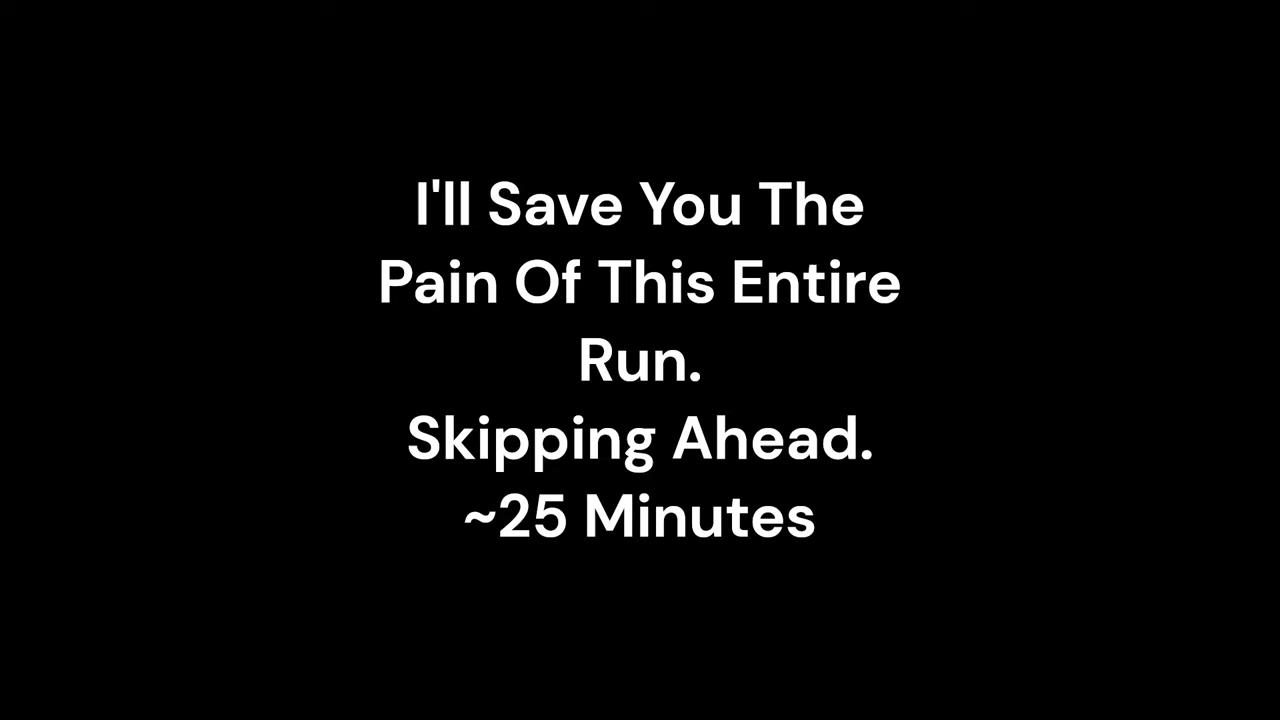 I'll Save You The
Pain Of This Entire
Run.
Skipping Ahead.
~25 Minutes